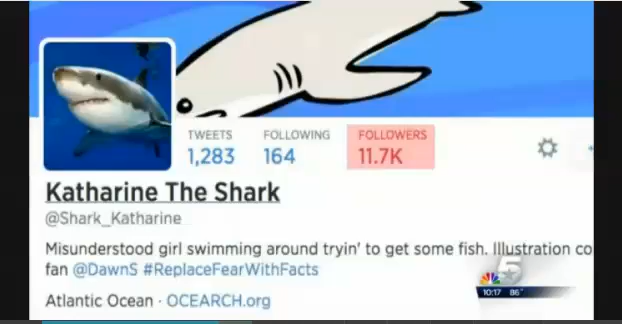 TWEETS FOLLOWING FOLLOWERS
1,283 164 11.7K
Katharine The Shark
@Shark_Katharine
Misunderstood girl swimming around tryin' to get some fish. Illustration co
fan @DawnS #ReplaceFearWithFacts
Atlantic Ocean · OCEARCH.org
5
10:17 86°